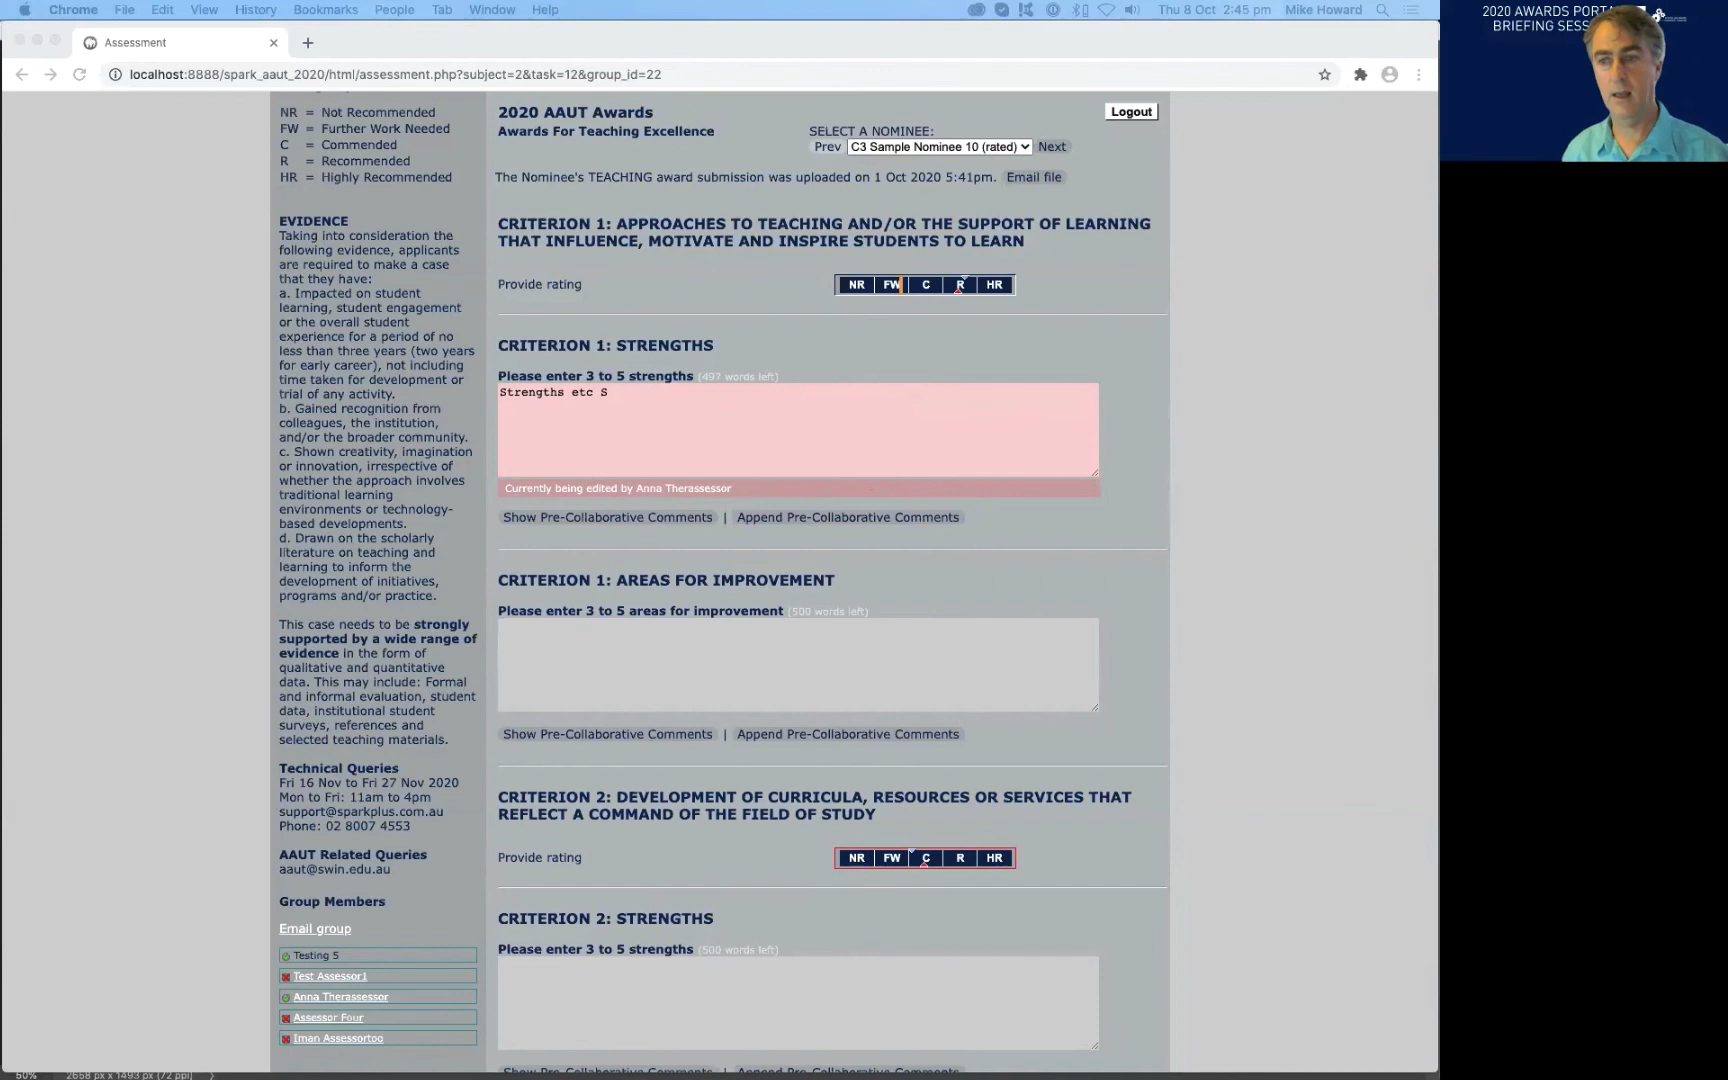 Chrome File Edit View History Bookmarks People Tab Window Help
Thu 8 Oct 2:45 pm Mike Howard
2020 AWARDS
BRIEFING
Assessment
localhost:8888/spark_aaut_2020/html/assessment.php?subject=2&task=12&group_id=22
NR = Not Recommended
FW = Further Work Needed
C = Commended
R = Recommended
HR = Highly Recommended
EVIDENCE
Taking into consideration the
following evidence, applicants
are required to make a case
that they have:
a. Impacted on student
learning, student engagement
or the overall student
experience for a period of no
less than three years (two years
for early career), not including
time taken for development or
trial of any activity.
b. Gained recognition from
colleagues, the institution,
and/or the broader community.
c. Shown creativity, imagination
or innovation, irrespective of
whether the approach involves
traditional learning
environments or technology-
based developments.
d. Drawn on the scholarly
literature on teaching and
learning to inform the
development of initiatives,
programs and/or practice.
This case needs to be strongly
supported by a wide range of
evidence in the form of
qualitative and quantitative
data. This may include: Formal
and informal evaluation, student
data, institutional student
surveys, references and
selected teaching materials.
Technical Queries
Fri 16 Nov to Fri 27 Nov 2020
Mon to Fri: 11am to 4pm
support@sparkplus.com.au
Phone: 02 8007 4553
AAUT Related Queries
aaut@swin.edu.au
Group Members
Email group
Testing 5
Test Assessor1
Anna Therassessor
Assessor Four
Iman Assessortoo
2020 AAUT Awards
Logout
Awards For Teaching Excellence
SELECT A NOMINEE:
Prev C3 Sample Nominee 10 (rated) Next
The Nominee's TEACHING award submission was uploaded on 1 Oct 2020 5:41pm. Email file
CRITERION 1: APPROACHES TO TEACHING AND/OR THE SUPPORT OF LEARNING
THAT INFLUENCE, MOTIVATE AND INSPIRE STUDENTS TO LEARN
Provide rating NR FW C R HR
CRITERION 1: STRENGTHS
Please enter 3 to 5 strengths (497 words left)
Strengths etc S
Currently being edited by Anna Therassessor
Show Pre-Collaborative Comments | Append Pre-Collaborative Comments
CRITERION 1: AREAS FOR IMPROVEMENT
Please enter 3 to 5 areas for improvement (500 words left)
Show Pre-Collaborative Comments | Append Pre-Collaborative Comments
CRITERION 2: DEVELOPMENT OF CURRICULA, RESOURCES OR SERVICES THAT
REFLECT A COMMAND OF THE FIELD OF STUDY
Provide rating NR FW C R HR
CRITERION 2: STRENGTHS
Please enter 3 to 5 strengths (500 words left)
Show Pre-Collaborative Comments | Append Pre-Collaborative Comments
50% 2658 px x 1493 px (72 ppi)